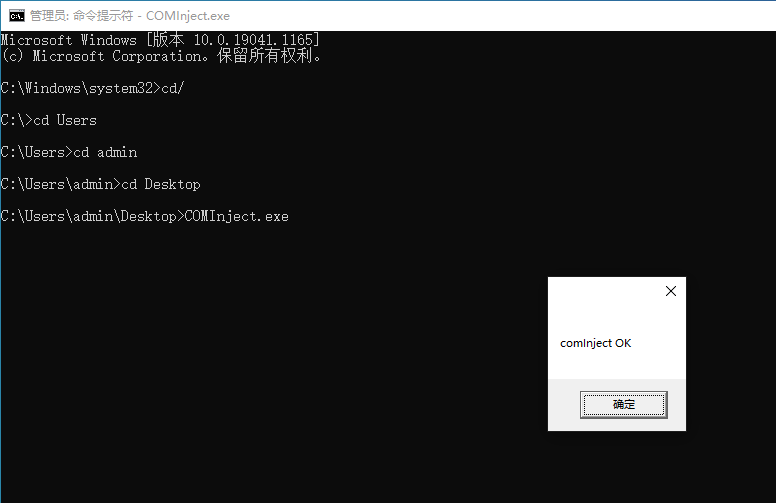 管理员: 命令提示符 - COMInject.exe
Microsoft Windows [版本 10.0.19041.1165]
(c) Microsoft Corporation。保留所有权利。
C:\Windows\system32>cd/
C:\>cd Users
C:\Users>cd admin
C:\Users\admin>cd Desktop
C:\Users\admin\Desktop>COMInject.exe
comInject OK
确定